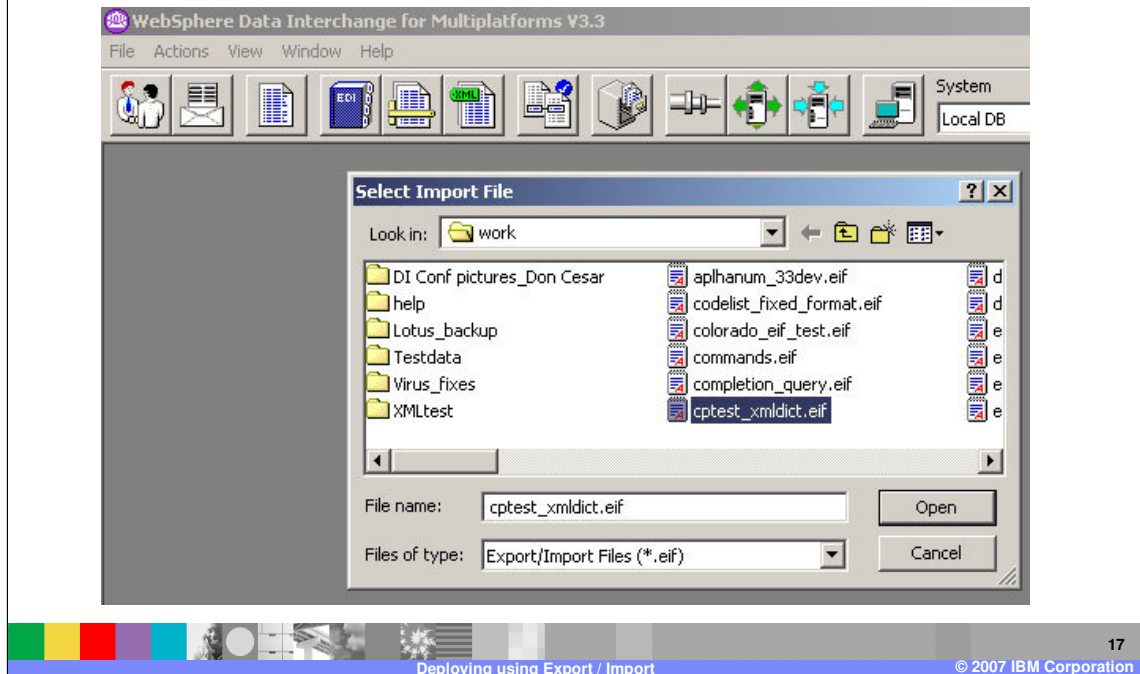 WebSphere Data Interchange for Multiplatforms V3.3
File Actions View Window Help
EDI
XML
System
Local DB
Select Import File
Look in: work
DI Conf pictures_Don Cesar
help
Lotus_backup
Testdata
Virus_fixes
XMLtest
aplhanum_33dev.eif
codelist_fixed_format.eif
colorado_eif_test.eif
commands.eif
completion_query.eif
cptest_xmldict.eif
d
d
e
e
e
e
File name: cptest_xmldict.eif
Open
Files of type: Export/Import Files (*.eif)
Cancel
17
Deploying using Export / Import
© 2007 IBM Corporation